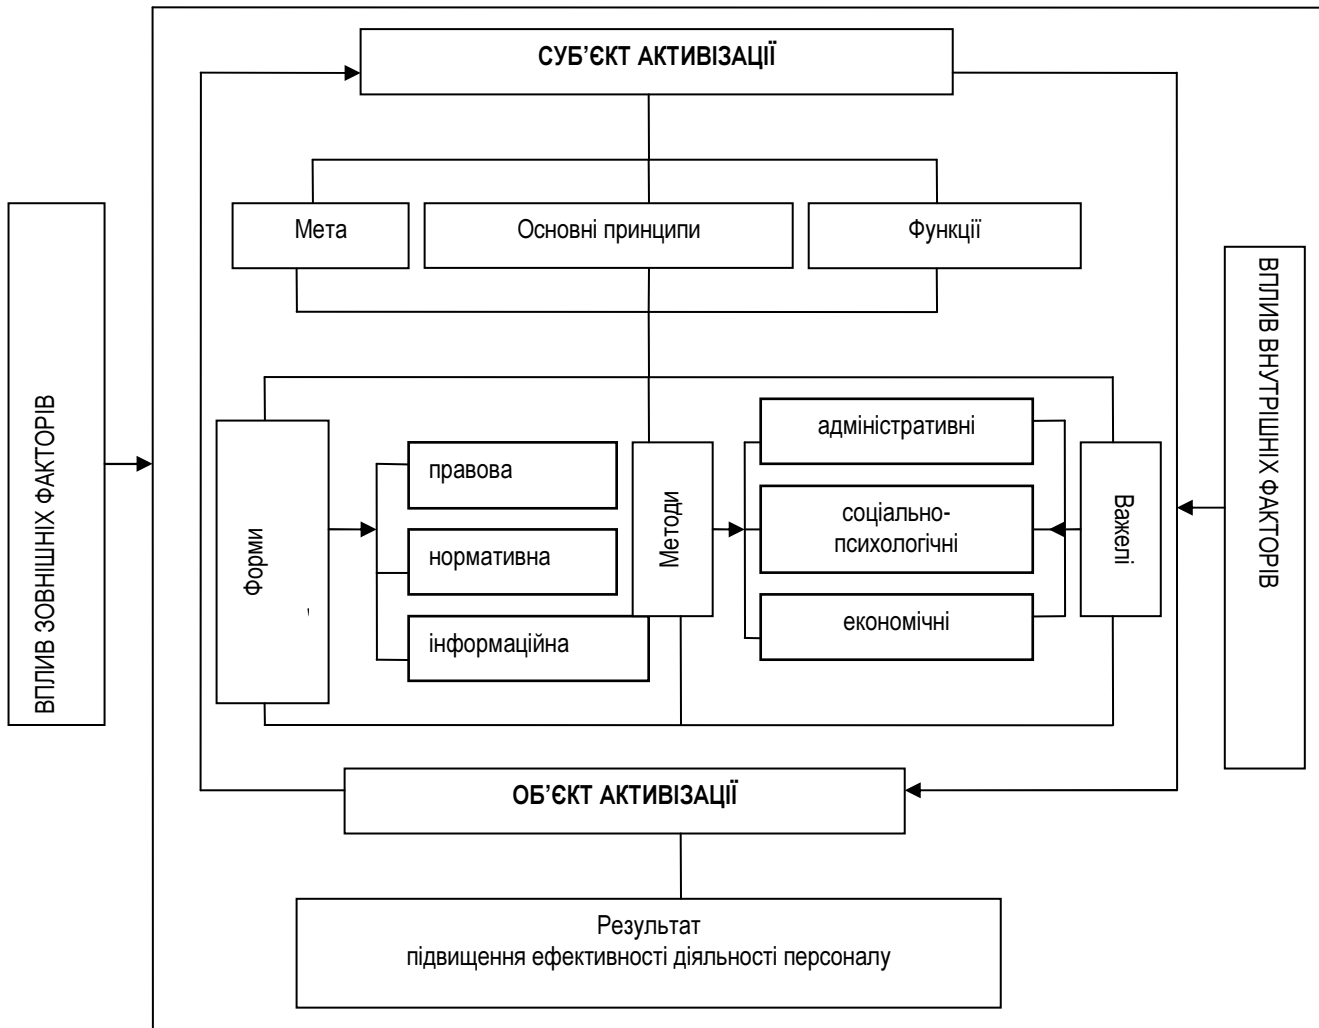 СУБ’ЄКТ АКТИВІЗАЦІЇ
Мета
Основні принципи
Функції
ВПЛИВ ЗОВНІШНІХ ФАКТОРІВ
ВПЛИВ ВНУТРІШНІХ ФАКТОРІВ
Форми
правова
нормативна
інформаційна
Методи
адміністративні
соціально-
психологічні
економічні
Важелі
ОБ’ЄКТ АКТИВІЗАЦІЇ
Результат
підвищення ефективності діяльності персоналу